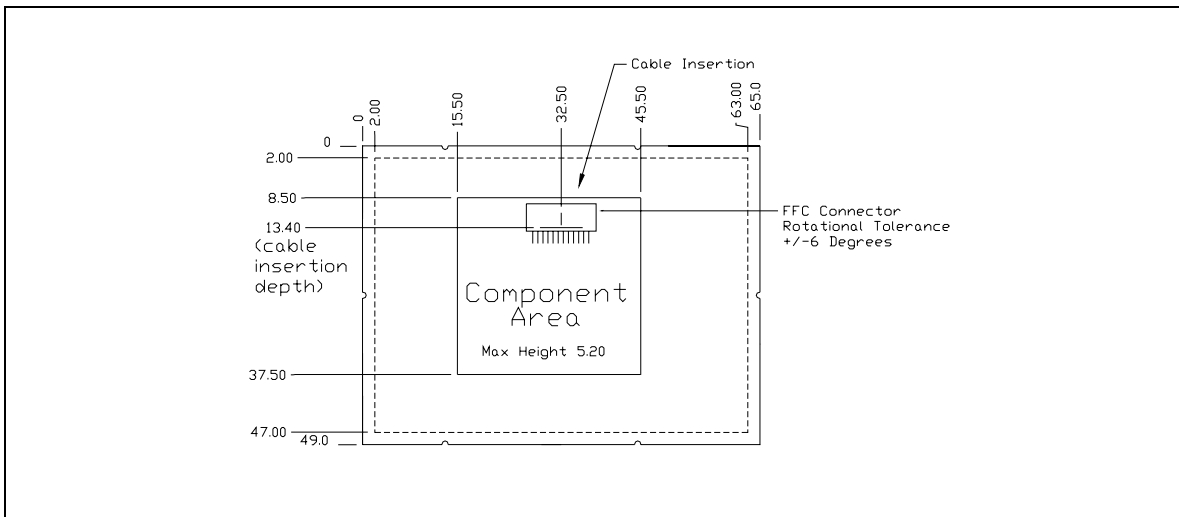 Cable Insertion
0
2.00
15.50
32.50
45.50
63.00
65.0
0
2.00
8.50
13.40
(cable
insertion
depth)
FFC Connector
Rotational Tolerance
+/-6 Degrees
Component
Area
Max Height 5.20
37.50
47.00
49.0